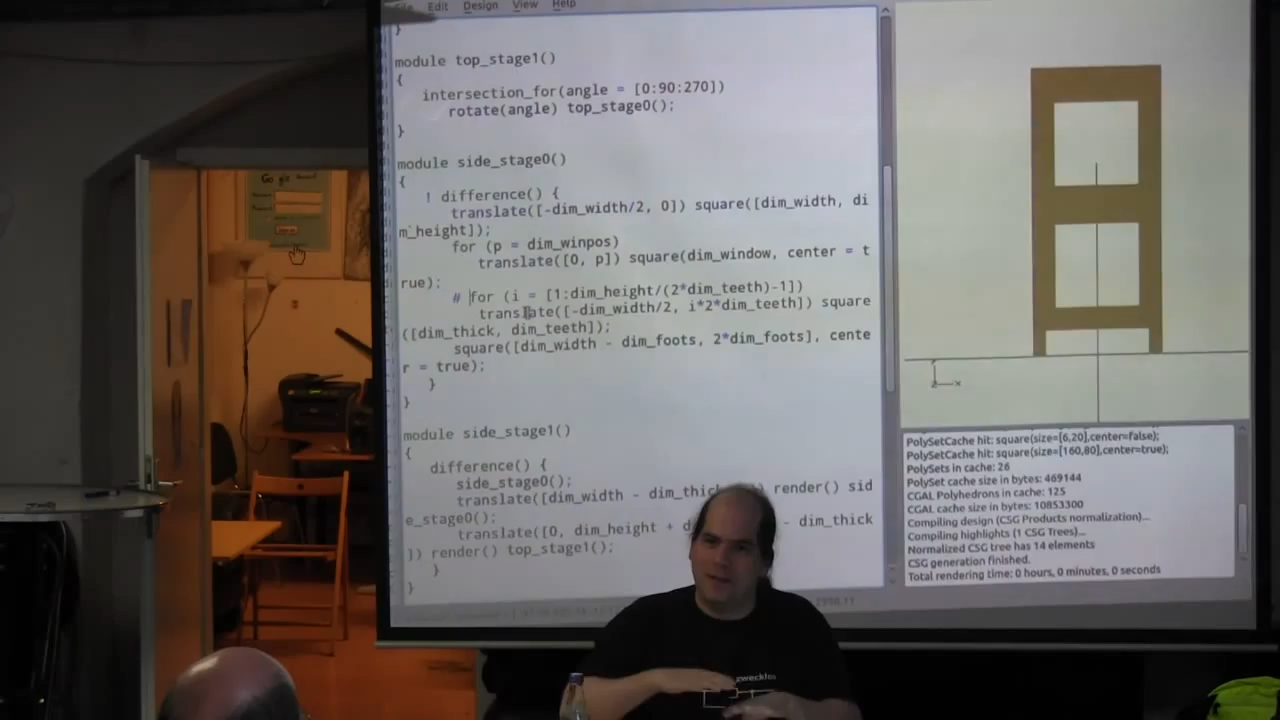 Edit Design View Help
}
module top_stage1()
{
intersection_for(angle = [0:90:270])
rotate(angle) top_stage0();
}
module side_stage0()
{
! difference() {
translate([-dim_width/2, 0]) square([dim_width, di
m_height]);
for (p = dim_winpos)
translate([0, p]) square(dim_window, center = t
rue);
# for (i = [1:dim_height/(2*dim_teeth)-1])
translate([-dim_width/2, i*2*dim_teeth]) square
([dim_thick, dim_teeth]);
square([dim_width - dim_foots, 2*dim_foots], cente
r = true);
}
}
module side_stage1()
{
difference() {
side_stage0();
translate([dim_width - dim_thick render() sid
e_stage0();
translate([0, dim_height + - dim_thick
]) render() top_stage1();
}
}
x
PolySetCache hit: square(size=[6,20],center=false);
PolySetCache hit: square(size=[160,80],center=true);
PolySets in cache: 26
PolySet cache size in bytes: 469144
CGAL Polyhedrons in cache: 125
CGAL cache size in bytes: 10853300
Compiling design (CSG Products normalization)...
Compiling highlights (1 CSG Trees)...
Normalized CSG tree has 14 elements
CSG generation finished.
Total rendering time: 0 hours, 0 minutes, 0 seconds
zwecklos